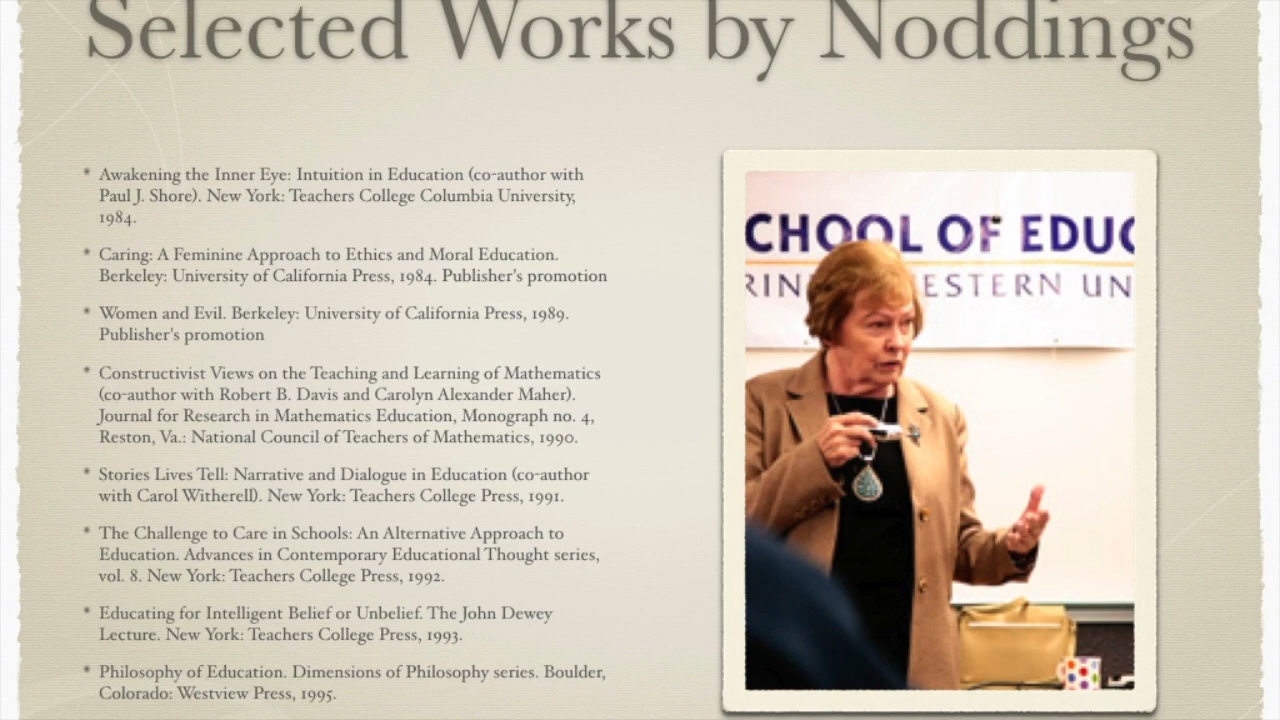 Selected Works by Noddings
* Awakening the Inner Eye: Intuition in Education (co-author with
Paul J. Shore). New York: Teachers College Columbia University,
1984.
* Caring: A Feminine Approach to Ethics and Moral Education.
Berkeley: University of California Press, 1984. Publisher's promotion
* Women and Evil. Berkeley: University of California Press, 1989.
Publisher's promotion
* Constructivist Views on the Teaching and Learning of Mathematics
(co-author with Robert B. Davis and Carolyn Alexander Maher).
Journal for Research in Mathematics Education, Monograph no. 4,
Reston, Va.: National Council of Teachers of Mathematics, 1990.
* Stories Lives Tell: Narrative and Dialogue in Education (co-author
with Carol Witherell). New York: Teachers College Press, 1991.
* The Challenge to Care in Schools: An Alternative Approach to
Education. Advances in Contemporary Educational Thought series,
vol. 8. New York: Teachers College Press, 1992.
* Educating for Intelligent Belief or Unbelief. The John Dewey
Lecture. New York: Teachers College Press, 1993.
* Philosophy of Education. Dimensions of Philosophy series. Boulder,
Colorado: Westview Press, 1995.
CHOOL OF EDUC
RIN ESTERN UN